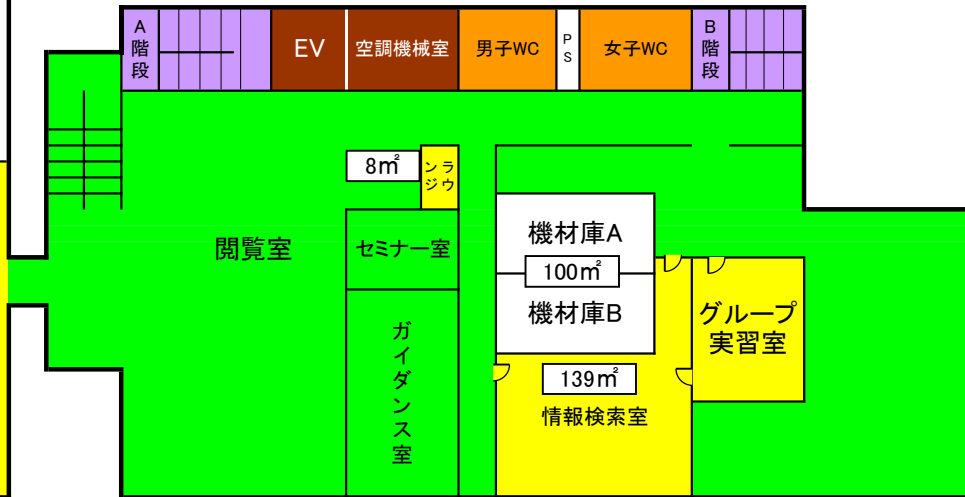 A階段
EV
空調機械室
男子WC
PS
女子WC
B階段
8㎡
ラウンジ
閲覧室
セミナー室
機材庫A
100㎡
機材庫B
グループ
実習室
ガイダンス室
139㎡
情報検索室